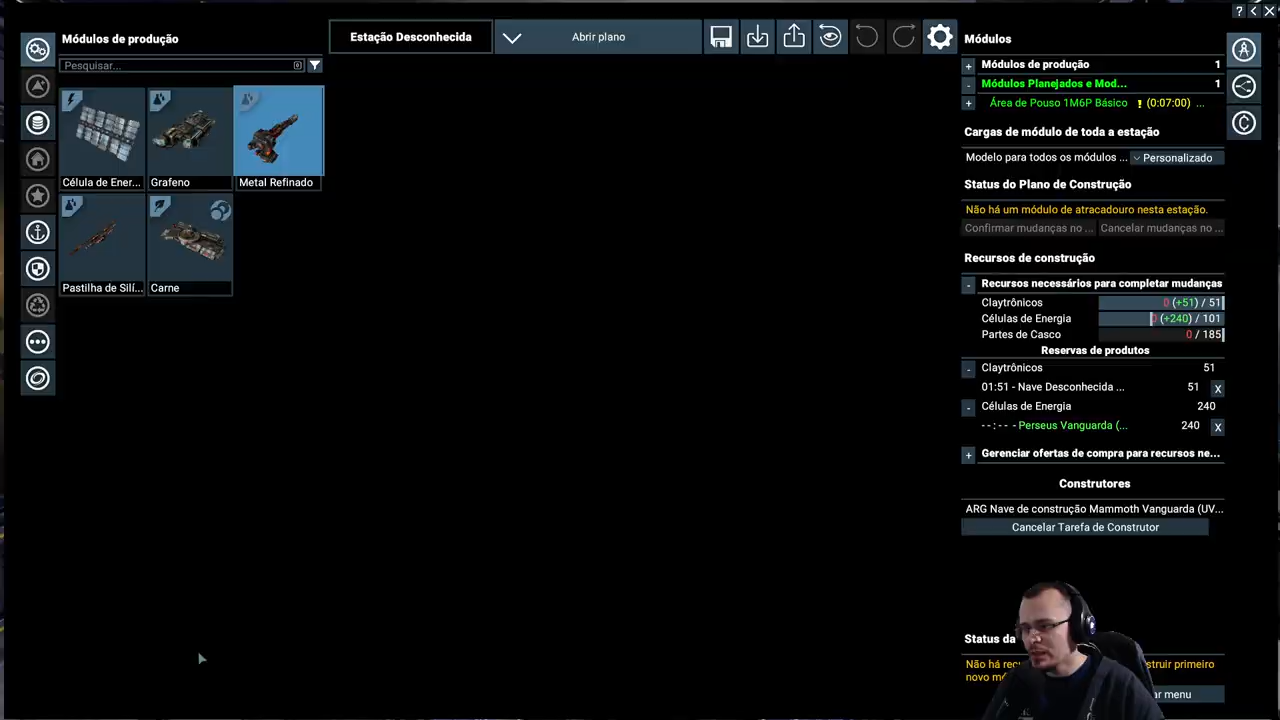 ? < X
Módulos de produção
Pesquisar...
Célula de Ener...
Grafeno
Metal Refinado
Pastilha de Silí...
Carne
Estação Desconhecida
Abrir plano
Módulos
+ Módulos de produção 1
- Módulos Planejados e Mod... 1
+ Área de Pouso 1M6P Básico ! (0:07:00) ...
Cargas de módulo de toda a estação
Modelo para todos os módulos ... Personalizado
Status do Plano de Construção
Não há um módulo de atracadouro nesta estação.
Confirmar mudanças no ... Cancelar mudanças no ...
Recursos de construção
- Recursos necessários para completar mudanças
Claytrônicos 0 (+51) / 51
Células de Energia 0 (+240) / 101
Partes de Casco 0 / 185
Reservas de produtos
- Claytrônicos 51
01:51 - Nave Desconhecida ... 51 X
- Células de Energia 240
--:-- - Perseus Vanguarda (... 240 X
+ Gerenciar ofertas de compra para recursos ne...
Construtores
ARG Nave de construção Mammoth Vanguarda (UV...
Cancelar Tarefa de Construtor
Status da
Não há
struir primeiro
novo
menu